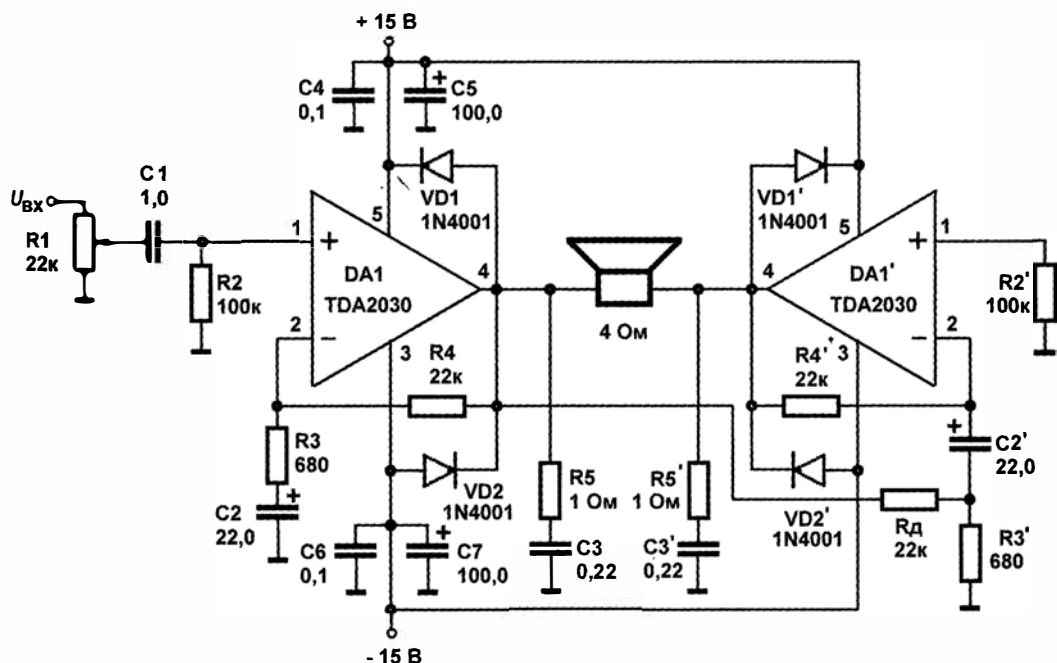 + 15 В
C4
0,1
+
C5
100,0
C1
1,0
Uвх
R1
22к
R2
100к
1
2
+
−
5
3
4
DA1
TDA2030
VD1
1N4001
R4
22к
R3
680
+
C2
22,0
VD2
1N4001
C6
0,1
+
C7
100,0
- 15 В
4 Ом
R5
1 Ом
C3
0,22
R5'
1 Ом
C3'
0,22
VD1'
1N4001
5
3
4
DA1'
TDA2030
+
−
1
2
R2'
100к
R4'
22к
+
C2'
22,0
VD2'
1N4001
Rд
22к
R3'
680